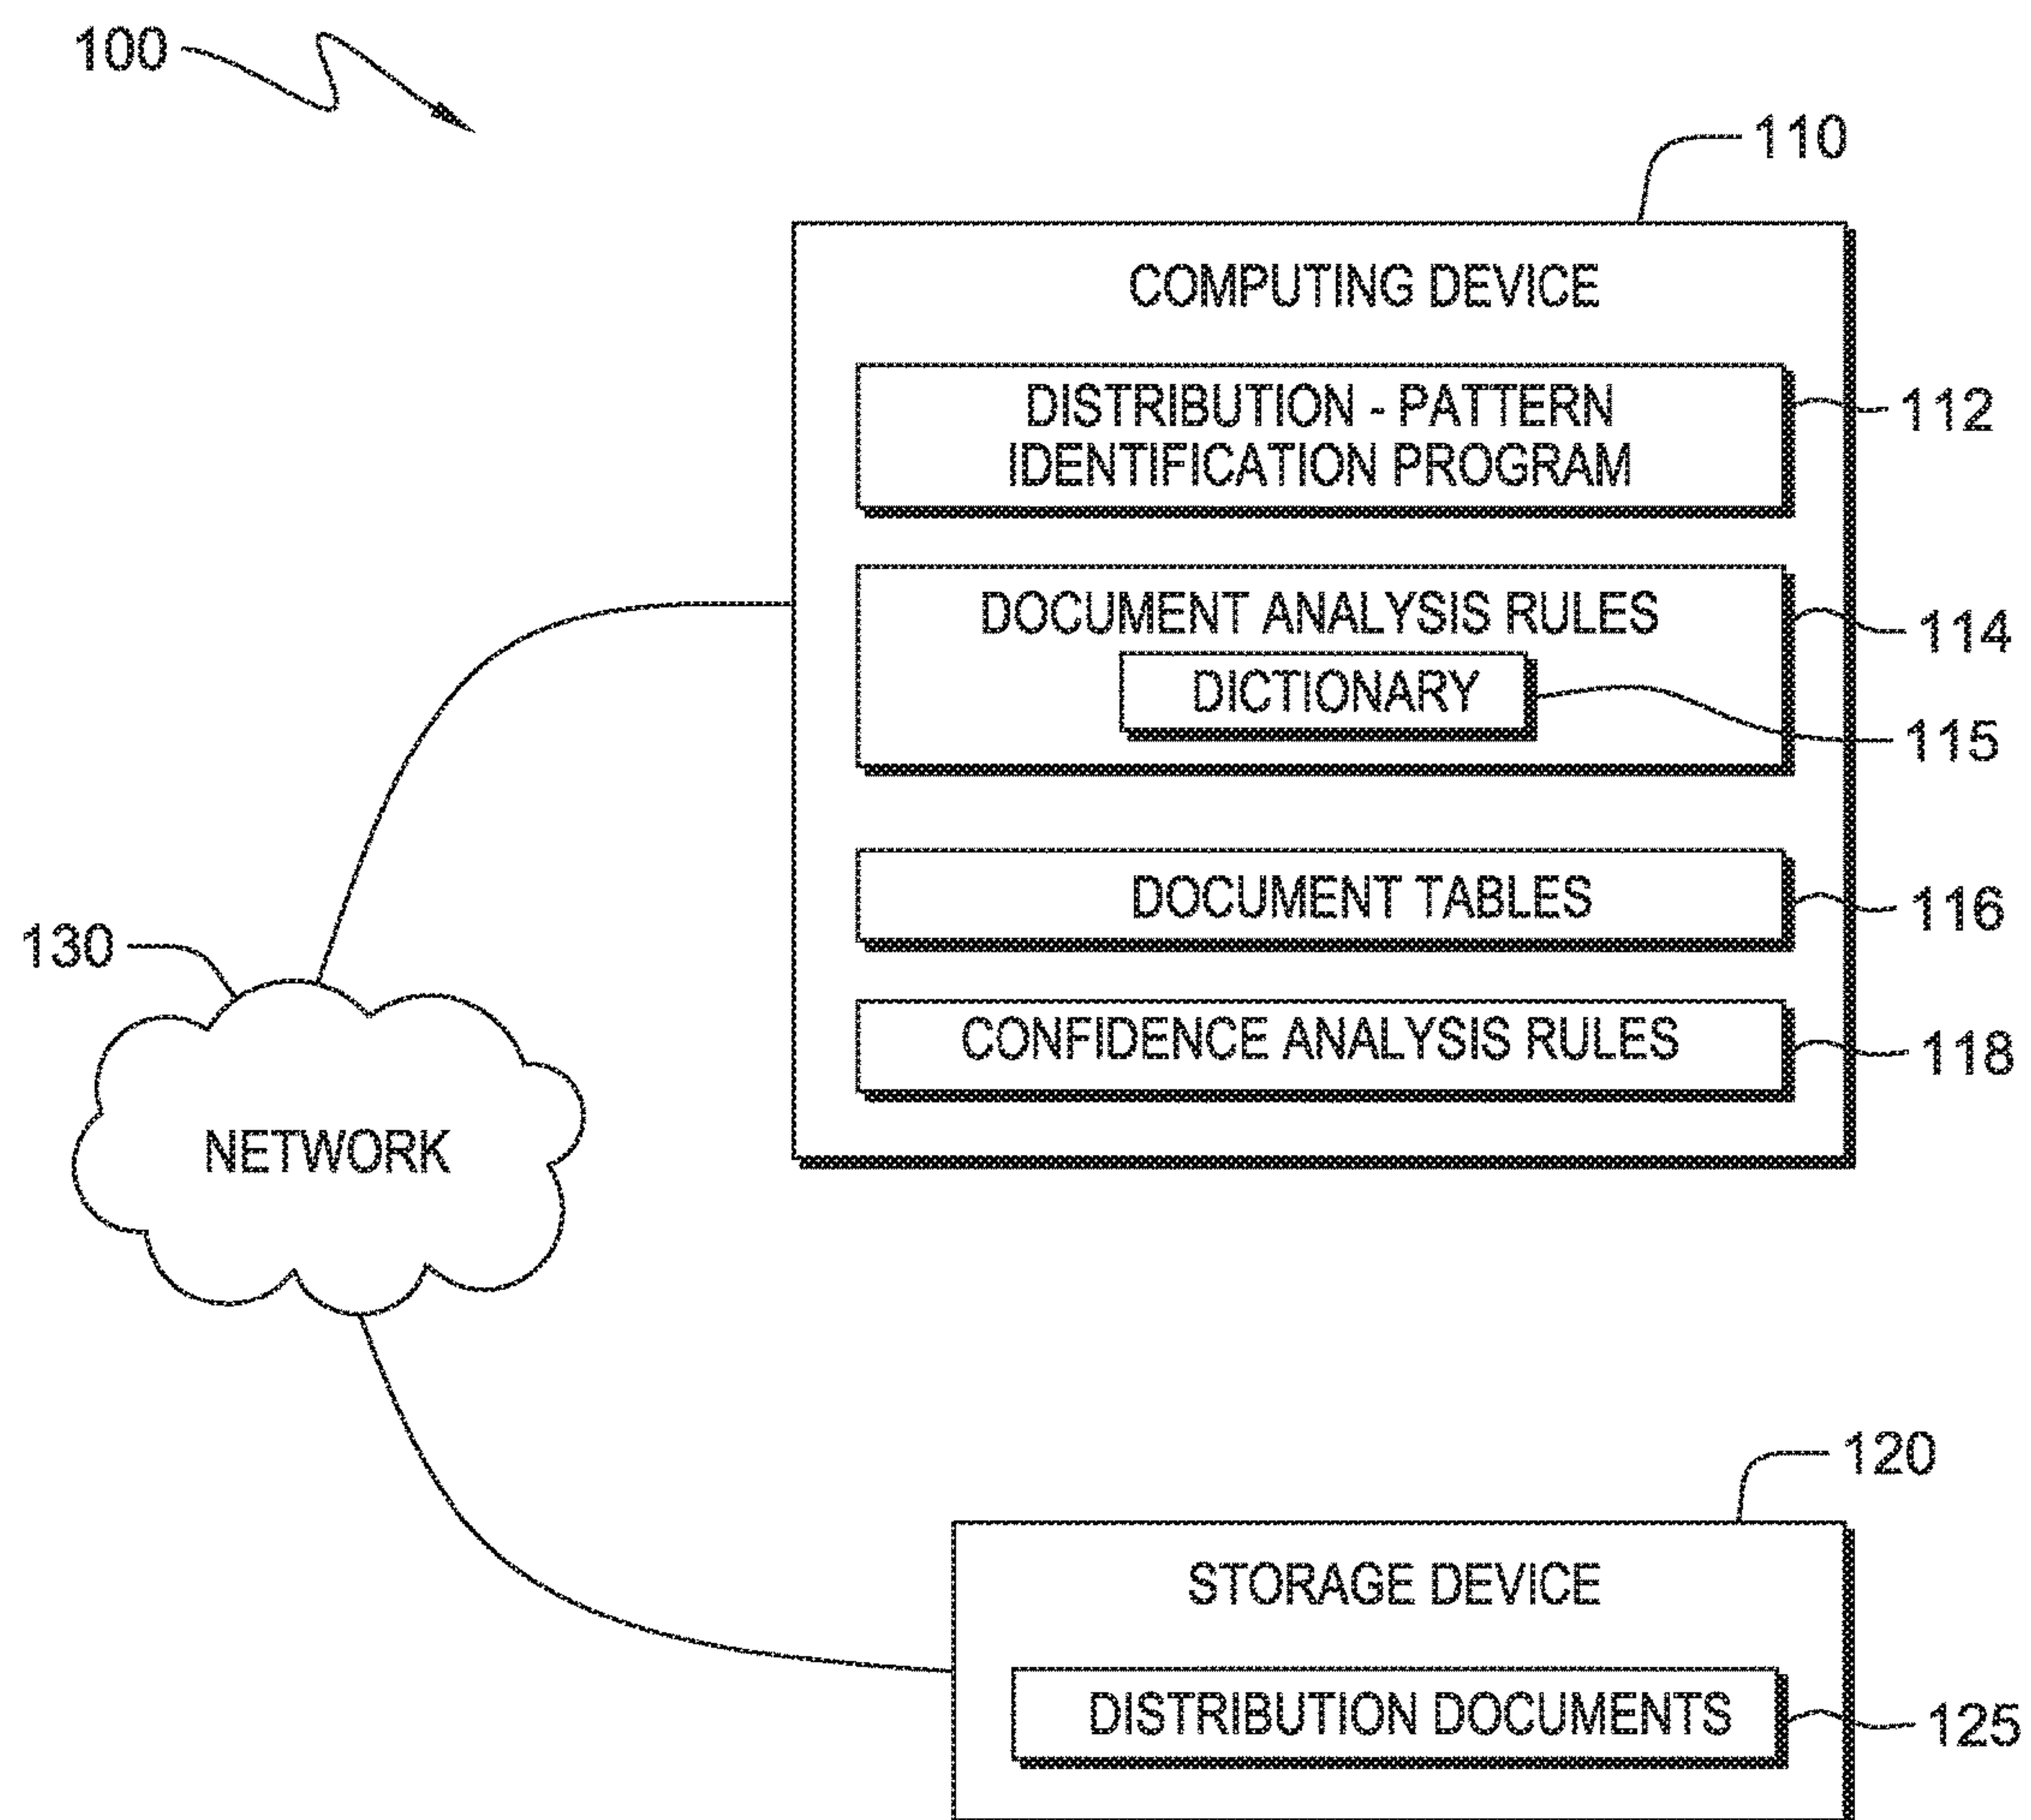 100
110
COMPUTING DEVICE
DISTRIBUTION - PATTERN
IDENTIFICATION PROGRAM
112
DOCUMENT ANALYSIS RULES
114
DICTIONARY
115
DOCUMENT TABLES
116
130
CONFIDENCE ANALYSIS RULES
118
NETWORK
120
STORAGE DEVICE
DISTRIBUTION DOCUMENTS
125